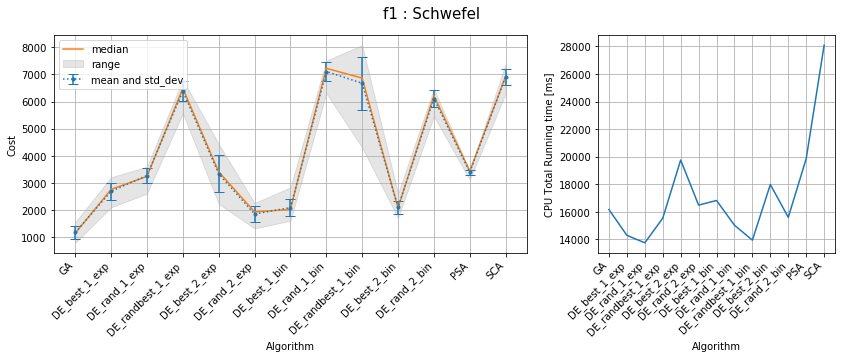 f1 : Schwefel
8000
7000
6000
5000
4000
3000
2000
1000
Cost
median
range
mean and std_dev
GA
DE_best_1_exp
DE_rand_1_exp
DE_randbest_1_exp
DE_best_2_exp
DE_rand_2_exp
DE_best_1_bin
DE_rand_1_bin
DE_randbest_1_bin
DE_best_2_bin
DE_rand_2_bin
PSA
SCA
Algorithm
28000
26000
24000
22000
20000
18000
16000
14000
CPU Total Running time [ms]
GA
DE_best_1_exp
DE_rand_1_exp
DE_randbest_1_exp
DE_best_2_exp
DE_rand_2_exp
DE_best_1_bin
DE_rand_1_bin
DE_randbest_1_bin
DE_best_2_bin
DE_rand_2_bin
PSA
SCA
Algorithm